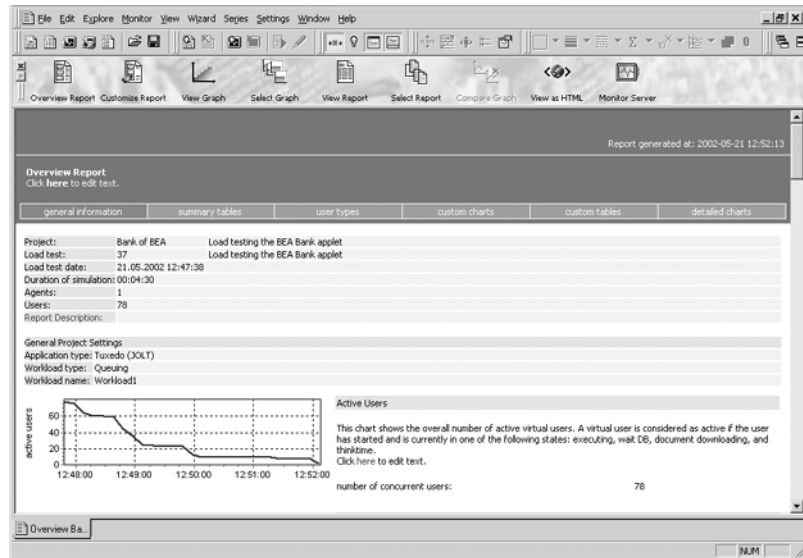 File Edit Explore Monitor View Wizard Series Settings Window Help
Overview Report Customize Report View Graph Select Graph View Report Select Report Compare Graph View as HTML Monitor Server
Report generated at: 2002-05-21 12:52:13
Overview Report
Click here to edit text.
general information summary tables user types custom charts custom tables detailed charts
Project: Bank of BEA Load testing the BEA Bank applet
Load test: 37 Load testing the BEA Bank applet
Load test date: 21.05.2002 12:47:38
Duration of simulation: 00:04:30
Agents: 1
Users: 78
Report Description:
General Project Settings
Application type: Tuxedo (JOLT)
Workload type: Queuing
Workload name: Workload1
active users
60
40
20
0
12:48:00 12:49:00 12:50:00 12:51:00 12:52:00
Active Users
This chart shows the overall number of active virtual users. A virtual user is considered as active if the user
has started and is currently in one of the following states: executing, wait DB, document downloading, and
thinktime.
Click here to edit text.
number of concurrent users: 78
Overview Ba...
NUM